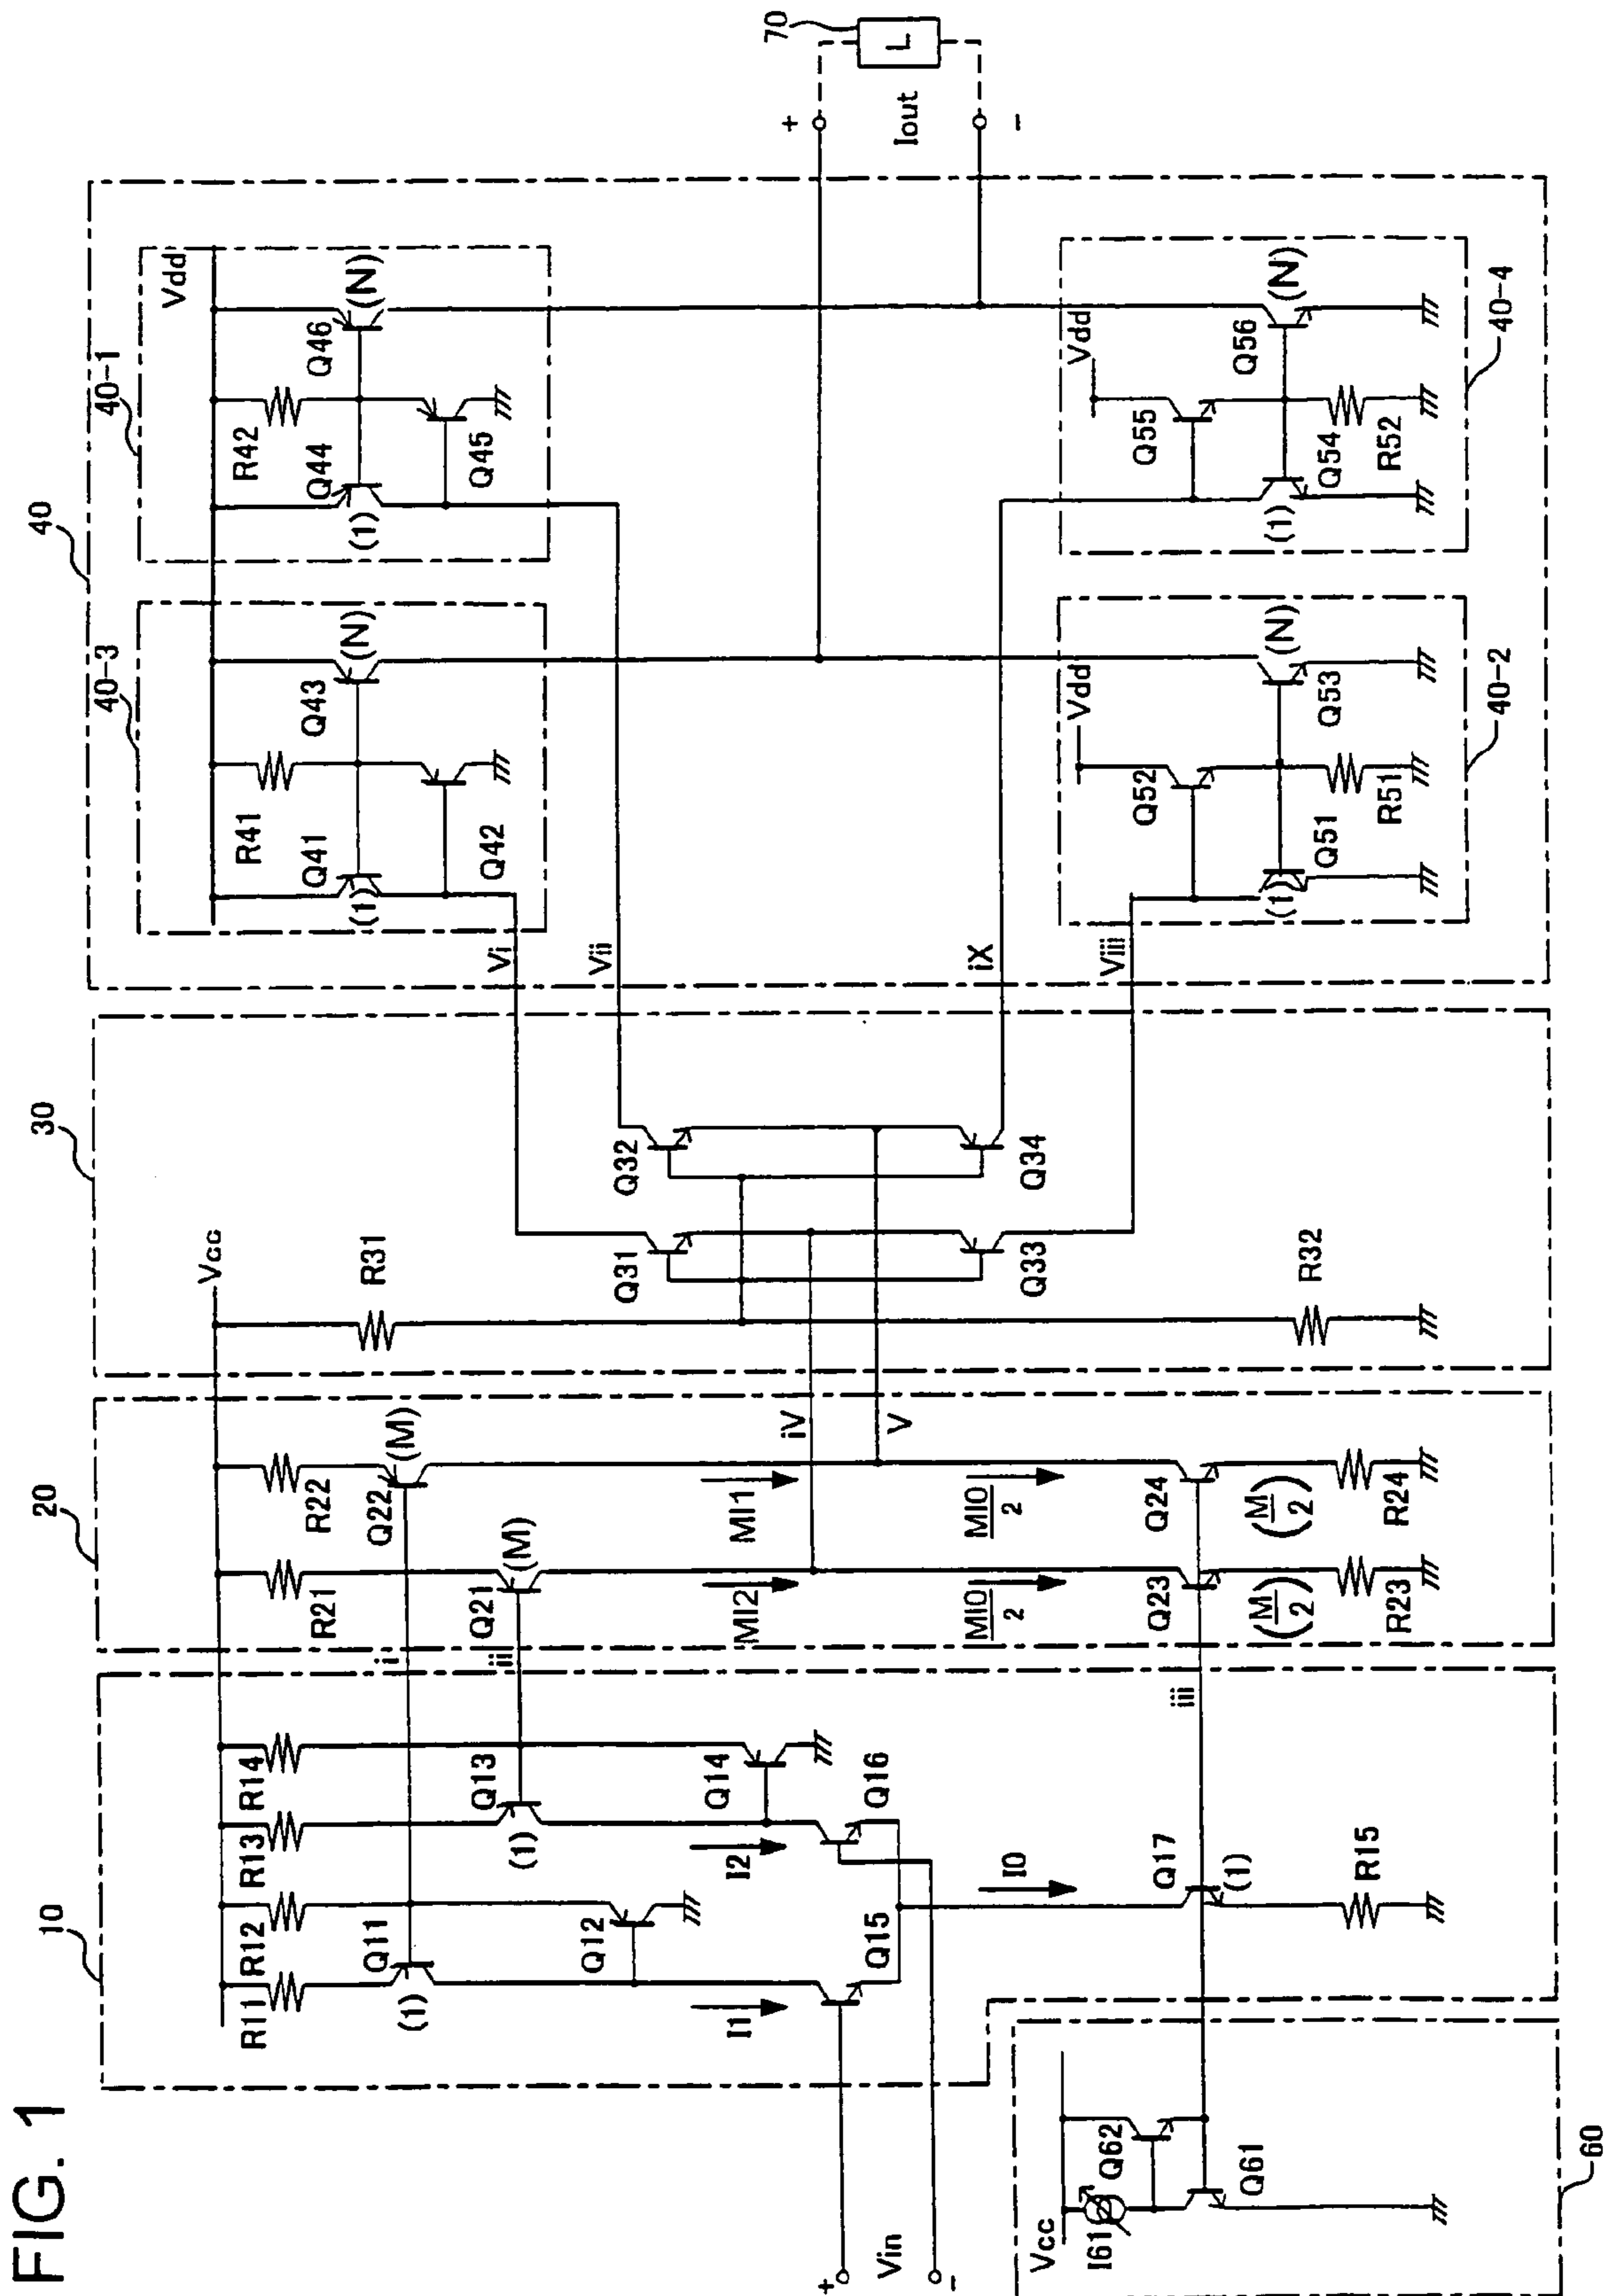 FIG. 1
10
20
30
40
40-3
40-1
Vcc
R11
R12
R13
R14
Q11
(1)
Q12
Q13
(1)
Q14
I1
I2
Q15
Q16
I0
Q17
(1)
R15
+
Vin
-
Vcc
I61
Q62
Q61
60
i
ii
iii
R21
R22
Q22
(M)
Q21
(M)
MI2
MI1
iV
V
MI0
2
MI0
2
Q23
Q24
(M/2)
(M/2)
R23
R24
R31
R32
Q31
Q32
Q33
Q34
Vi
Vii
iX
Viii
Vdd
R41
Q41
(1)
Q42
Q43
(N)
R42
Q44
(1)
Q45
Q46
(N)
Vdd
Q52
Q51
(1)
R51
Q53
(N)
40-2
Vdd
Q55
Q54
(1)
R52
Q56
(N)
40-4
+
Iout
-
70
L